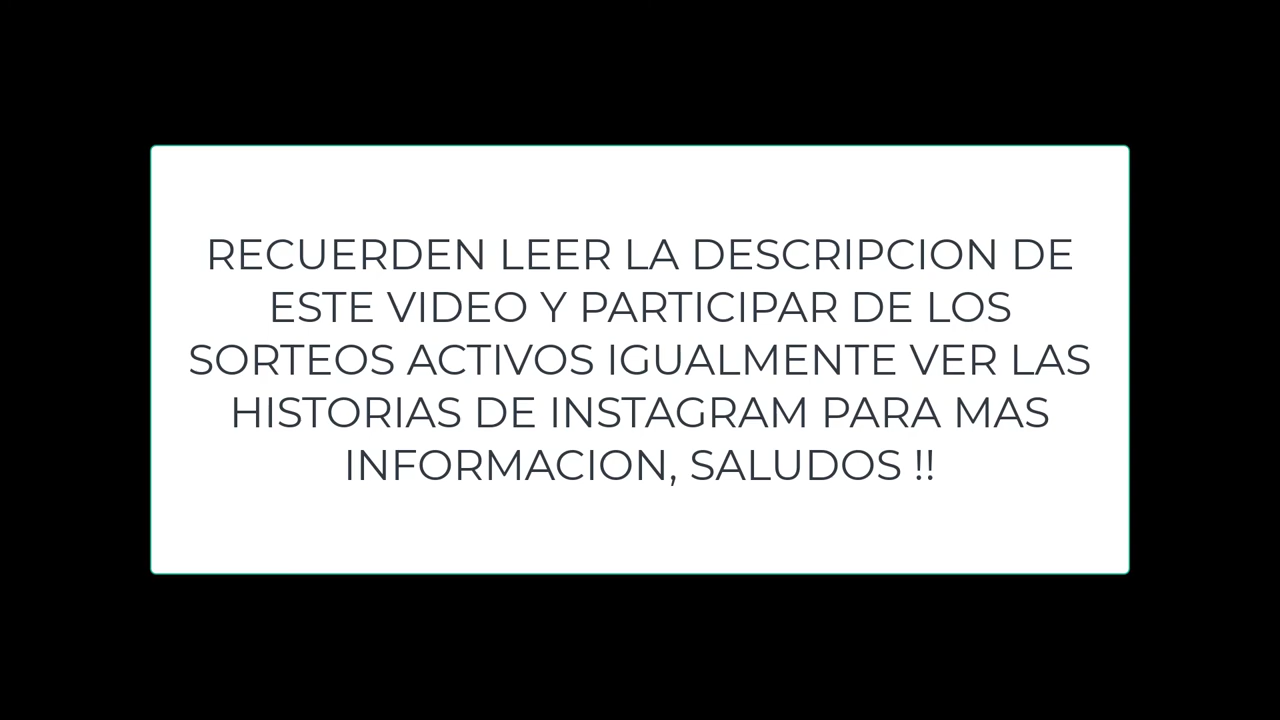 RECUERDEN LEER LA DESCRIPCION DE
ESTE VIDEO Y PARTICIPAR DE LOS
SORTEOS ACTIVOS IGUALMENTE VER LAS
HISTORIAS DE INSTAGRAM PARA MAS
INFORMACION, SALUDOS !!